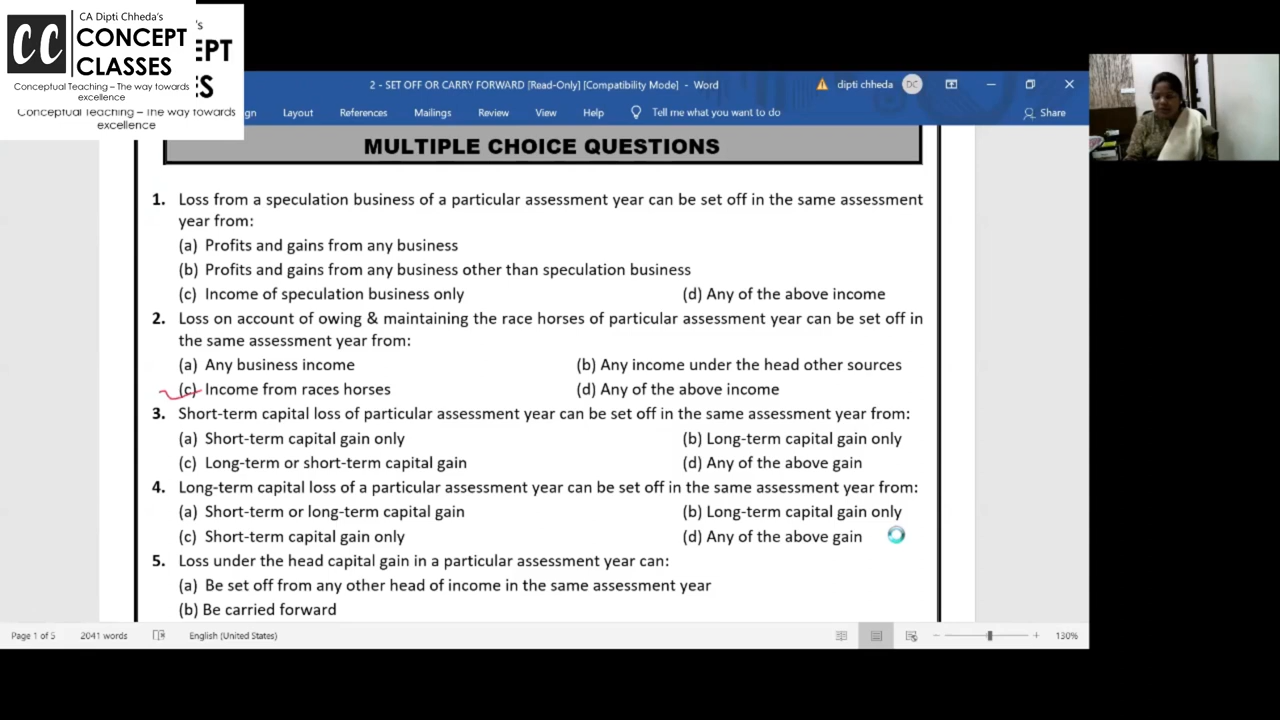 CA Dipti Chheda's
CC CONCEPT
CLASSES
Conceptual Teaching – The way towards
excellence
's
EPT
S
Conceptual Teaching – The way towards
excellence
2 - SET OFF OR CARRY FORWARD [Read-Only] [Compatibility Mode] - Word
dipti chheda DC
gn Layout References Mailings Review View Help Tell me what you want to do Share
MULTIPLE CHOICE QUESTIONS
1. Loss from a speculation business of a particular assessment year can be set off in the same assessment
year from:
(a) Profits and gains from any business
(b) Profits and gains from any business other than speculation business
(c) Income of speculation business only (d) Any of the above income
2. Loss on account of owing & maintaining the race horses of particular assessment year can be set off in
the same assessment year from:
(a) Any business income (b) Any income under the head other sources
(c) Income from races horses (d) Any of the above income
3. Short-term capital loss of particular assessment year can be set off in the same assessment year from:
(a) Short-term capital gain only (b) Long-term capital gain only
(c) Long-term or short-term capital gain (d) Any of the above gain
4. Long-term capital loss of a particular assessment year can be set off in the same assessment year from:
(a) Short-term or long-term capital gain (b) Long-term capital gain only
(c) Short-term capital gain only (d) Any of the above gain
5. Loss under the head capital gain in a particular assessment year can:
(a) Be set off from any other head of income in the same assessment year
(b) Be carried forward
Page 1 of 5 2041 words English (United States) 130%